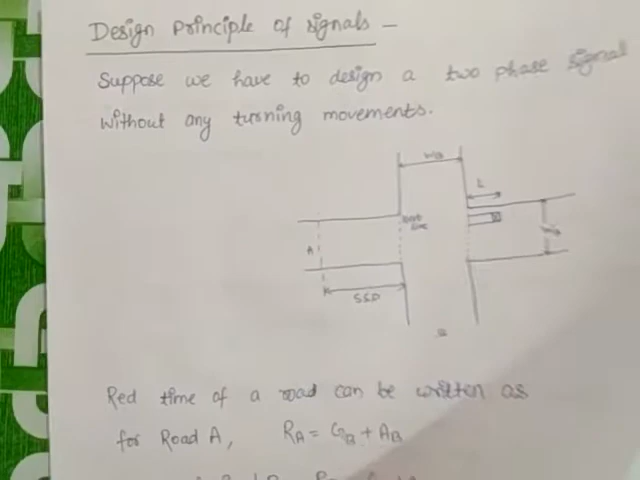 Design Principle of signals -
Suppose we have to design a two phase signal
without any turning movements.
WB
L
stop line
A
SSD
B
Red time of a road can be written as
for Road A, RA = GB + AB